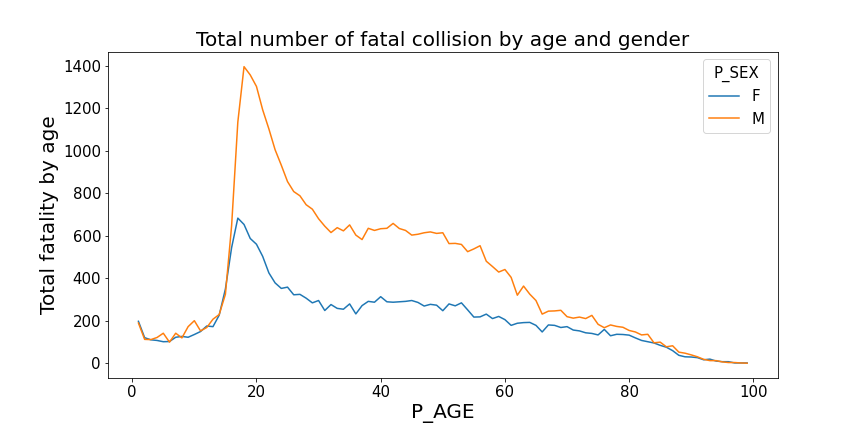 Total number of fatal collision by age and gender
P_SEX
F
M
Total fatality by age
1400
1200
1000
800
600
400
200
0
0 20 40 60 80 100
P_AGE